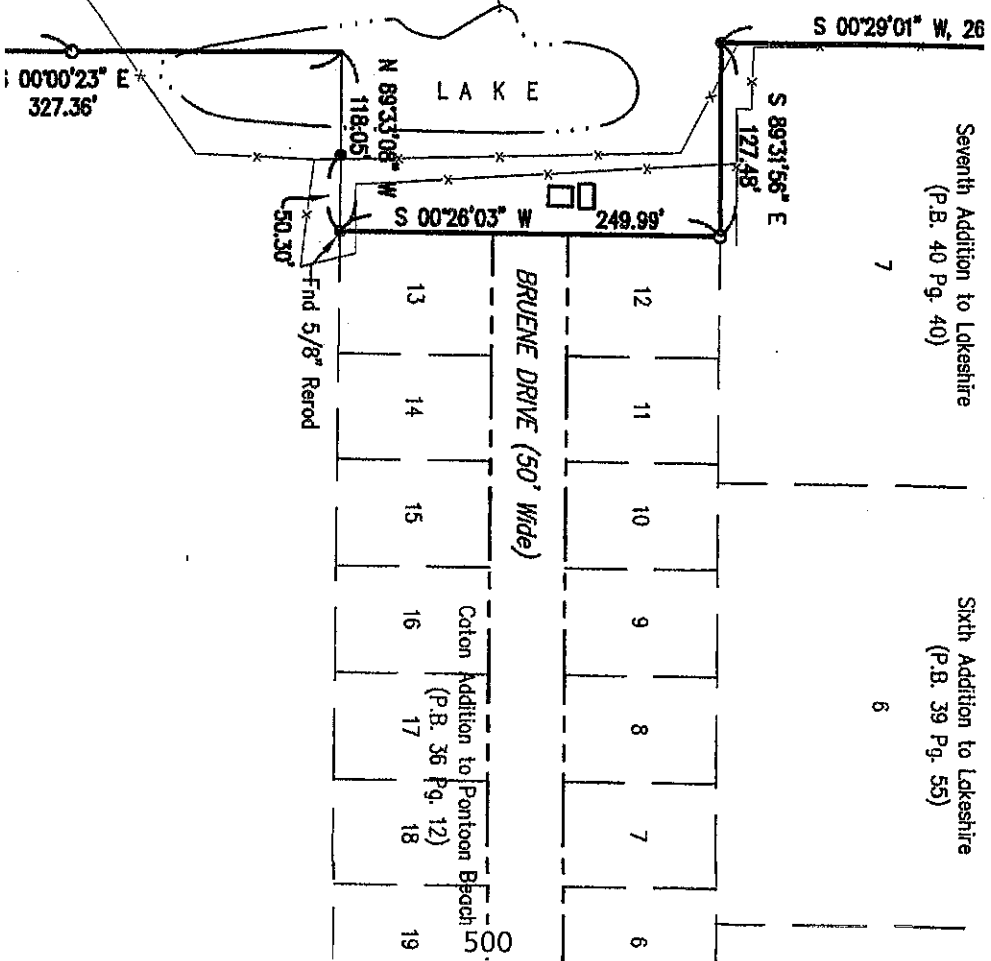 S 00°29'01" W, 26
S 00°00'23" E
327.36'
LAKE
N 89°33'08" W
118.05'
S 89°31'56" E
127.48'
50.30'
S 00°26'03" W 249.99'
Fnd 5/8" Rerod
Seventh Addition to Lakeshire
(P.B. 40 Pg. 40)
7
Sixth Addition to Lakeshire
(P.B. 39 Pg. 55)
6
BRUENE DRIVE (50' Wide)
Caton Addition to Pontoon Beach
(P.B. 36 Pg. 12)
13
14
15
16
17
18
19
12
11
10
9
8
7
6
500